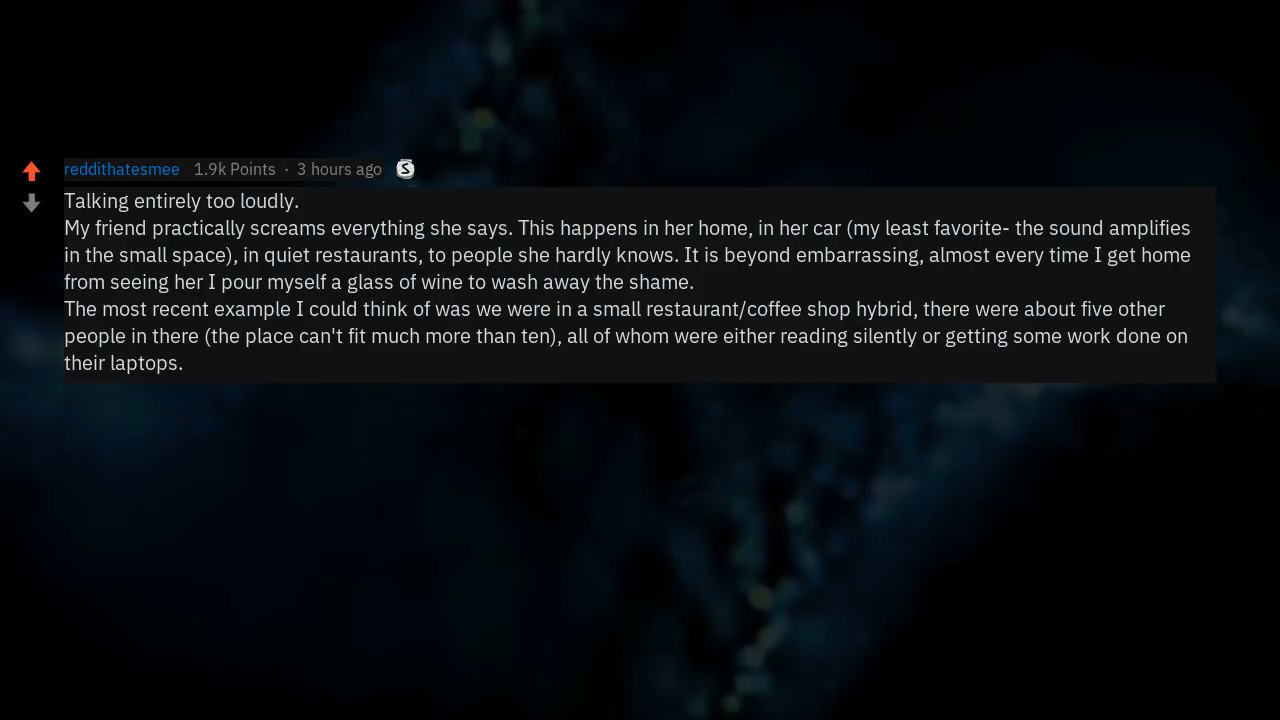 reddithatesmee 1.9k Points · 3 hours ago S
Talking entirely too loudly.
My friend practically screams everything she says. This happens in her home, in her car (my least favorite- the sound amplifies
in the small space), in quiet restaurants, to people she hardly knows. It is beyond embarrassing, almost every time I get home
from seeing her I pour myself a glass of wine to wash away the shame.
The most recent example I could think of was we were in a small restaurant/coffee shop hybrid, there were about five other
people in there (the place can't fit much more than ten), all of whom were either reading silently or getting some work done on
their laptops.